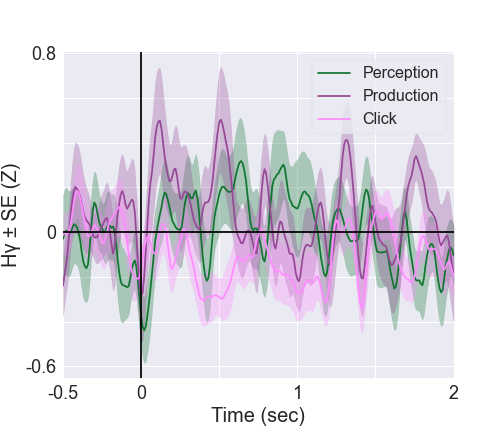 0.8
Perception
Production
Click
Hγ ± SE (Z)
0
-0.6
-0.5 0 1 2
Time (sec)